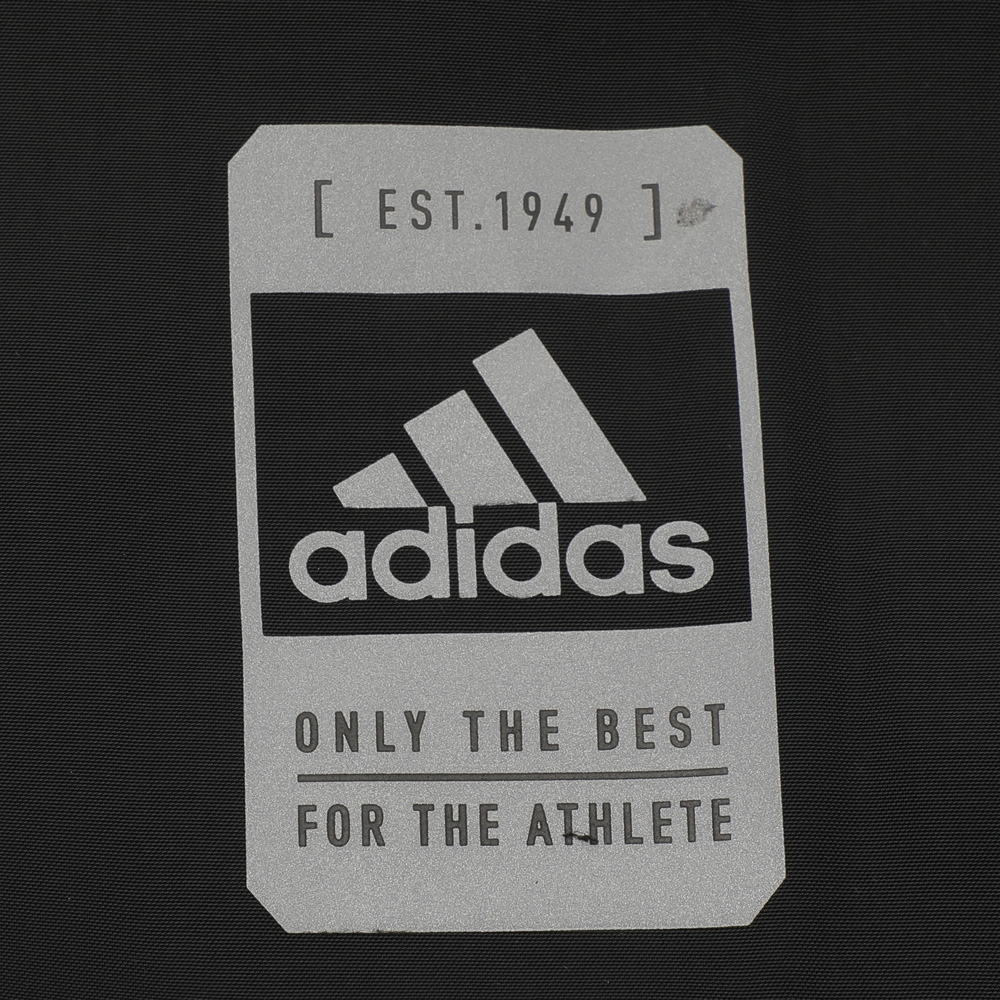 [ EST.1949 ]
adidas
ONLY THE BEST
FOR THE ATHLETE